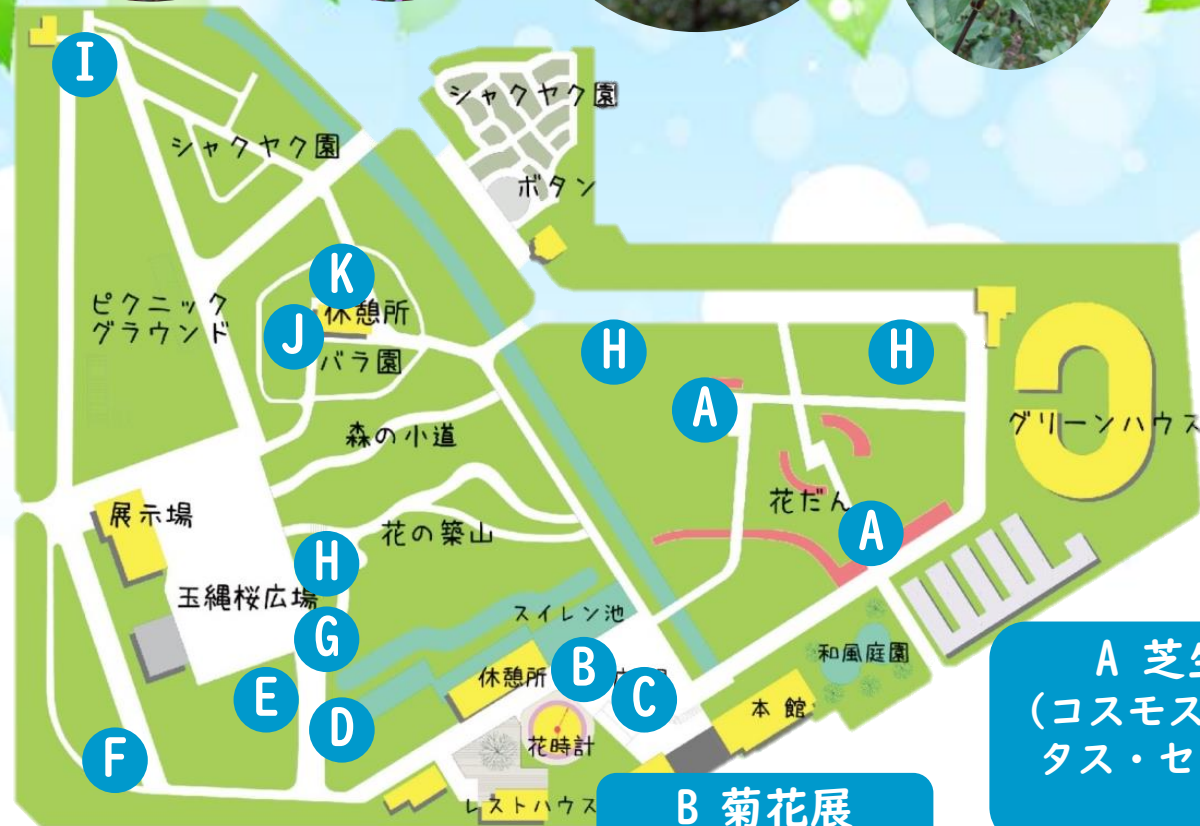 I
シャクヤク園
シャクヤク園
ボタン
K
休憩所
J
バラ園
ピクニック
グラウンド
H
H
A
グリーンハウス
森の小道
花だん
A
展示場
花の築山
H
玉縄桜広場
スイレン池
G
和風庭園
休憩所
B
C
E
D
本館
花時計
F
レストハウス
B 菊花展
A 芝生
(コスモス
タス・セ